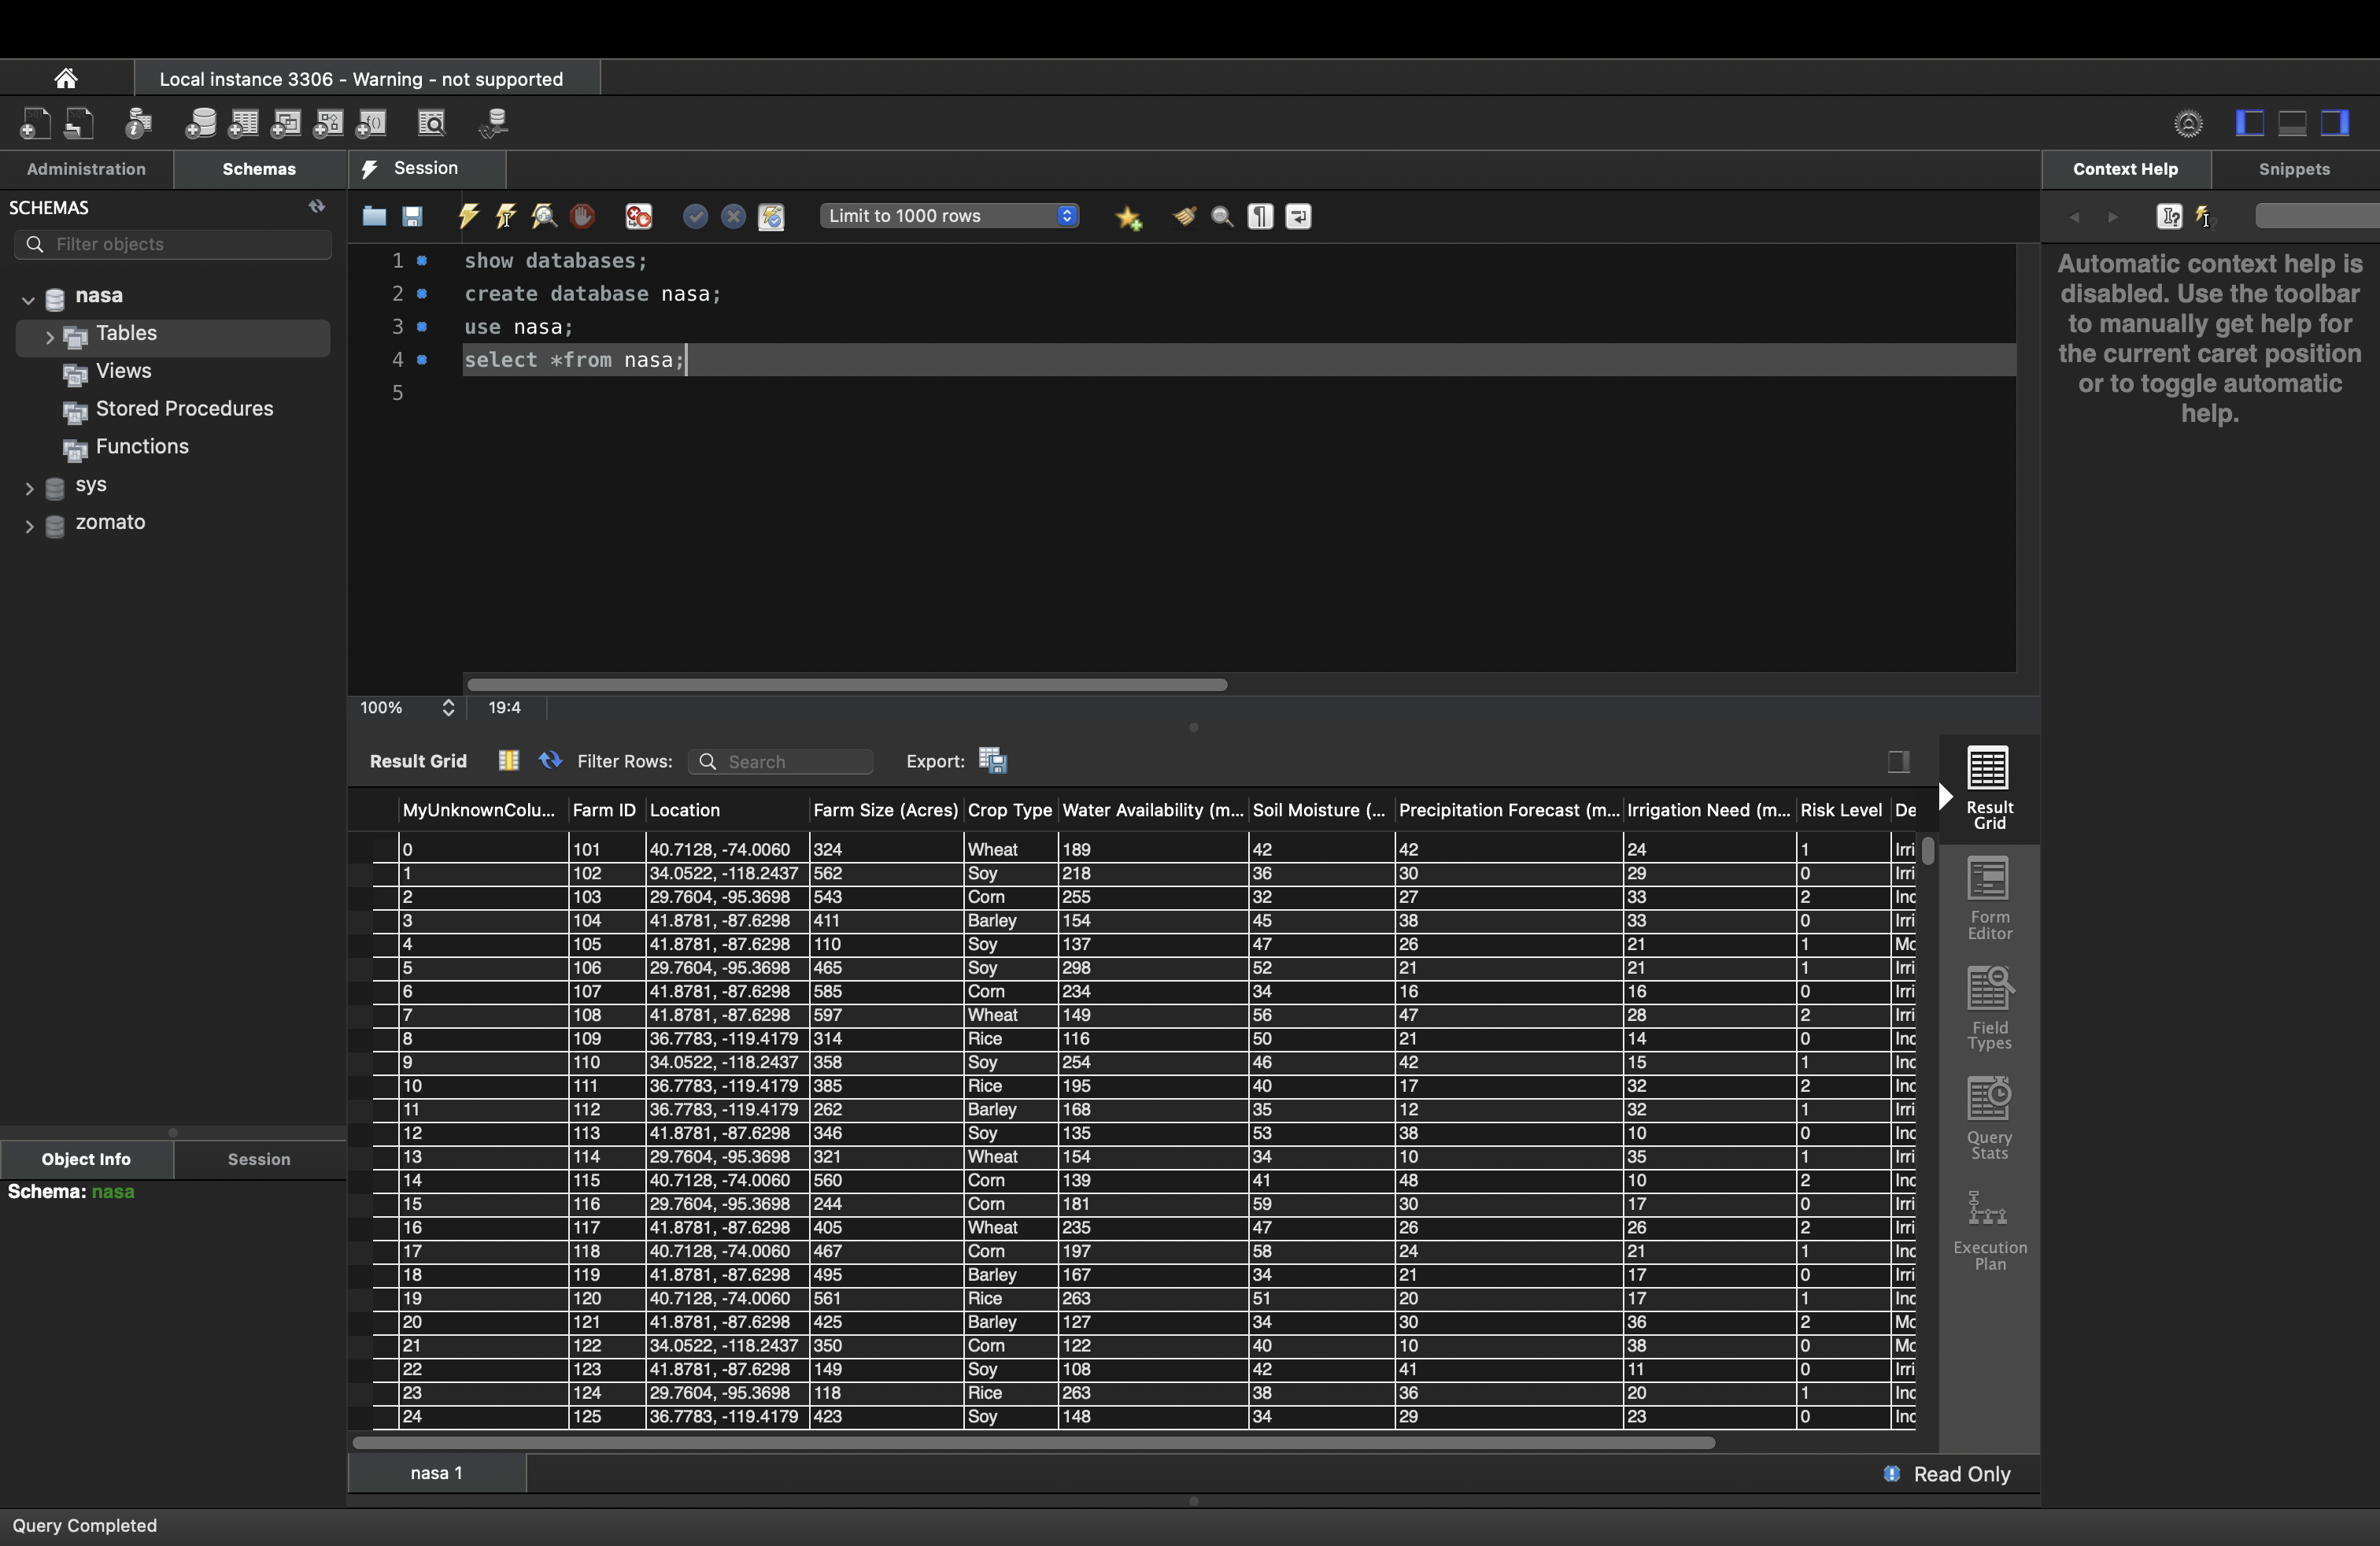 Local instance 3306 - Warning - not supported
Administration Schemas Session Context Help Snippets
SCHEMAS
Filter objects
Limit to 1000 rows
nasa
Tables
Views
Stored Procedures
Functions
sys
zomato
1 show databases;
2 create database nasa;
3 use nasa;
4 select *from nasa;
5
Automatic context help is
disabled. Use the toolbar
to manually get help for
the current caret position
or to toggle automatic
help.
100% 19:4
Result Grid Filter Rows: Search Export:
MyUnknownColu... Farm ID Location Farm Size (Acres) Crop Type Water Availability (m... Soil Moisture (... Precipitation Forecast (m... Irrigation Need (m... Risk Level De
0 101 40.7128, -74.0060 324 Wheat 189 42 42 24 1 Irri
1 102 34.0522, -118.2437 562 Soy 218 36 30 29 0 Irri
2 103 29.7604, -95.3698 543 Corn 255 32 27 33 2 Inc
3 104 41.8781, -87.6298 411 Barley 154 45 38 33 0 Irri
4 105 41.8781, -87.6298 110 Soy 137 47 26 21 1 Mc
5 106 29.7604, -95.3698 465 Soy 298 52 21 21 1 Irri
6 107 41.8781, -87.6298 585 Corn 234 34 16 16 0 Irri
7 108 41.8781, -87.6298 597 Wheat 149 56 47 28 2 Irri
8 109 36.7783, -119.4179 314 Rice 116 50 21 14 0 Inc
9 110 34.0522, -118.2437 358 Soy 254 46 42 15 1 Inc
10 111 36.7783, -119.4179 385 Rice 195 40 17 32 2 Inc
11 112 36.7783, -119.4179 262 Barley 168 35 12 32 1 Irri
12 113 41.8781, -87.6298 346 Soy 135 53 38 10 0 Inc
13 114 29.7604, -95.3698 321 Wheat 154 34 10 35 1 Irri
14 115 40.7128, -74.0060 560 Corn 139 41 48 10 2 Inc
15 116 29.7604, -95.3698 244 Corn 181 59 30 17 0 Irri
16 117 41.8781, -87.6298 405 Wheat 235 47 26 26 2 Irri
17 118 40.7128, -74.0060 467 Corn 197 58 24 21 1 Inc
18 119 41.8781, -87.6298 495 Barley 167 34 21 17 0 Irri
19 120 40.7128, -74.0060 561 Rice 263 51 20 17 1 Inc
20 121 41.8781, -87.6298 425 Barley 127 34 30 36 2 Mc
21 122 34.0522, -118.2437 350 Corn 122 40 10 38 0 Mc
22 123 41.8781, -87.6298 149 Soy 108 42 41 11 0 Irri
23 124 29.7604, -95.3698 118 Rice 263 38 36 20 1 Inc
24 125 36.7783, -119.4179 423 Soy 148 34 29 23 0 Inc
Result
Grid
Form
Editor
Field
Types
Query
Stats
Execution
Plan
Object Info Session
Schema: nasa
nasa 1 Read Only
Query Completed